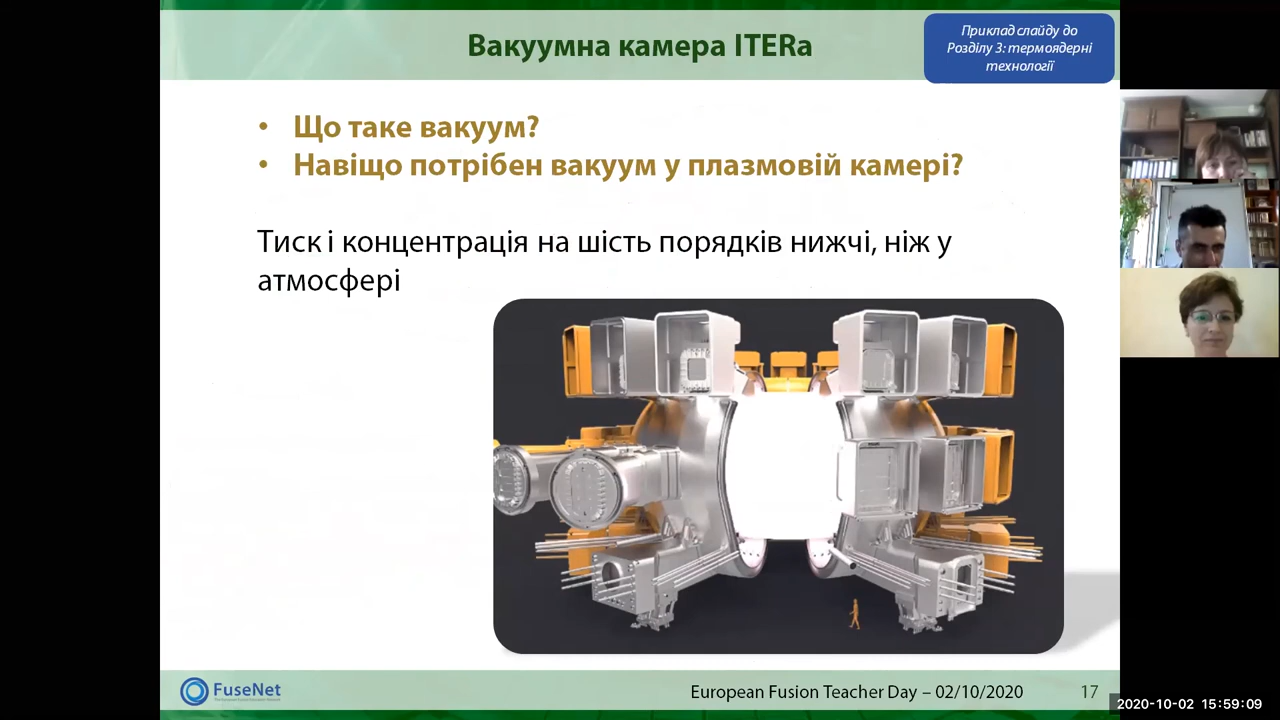 Вакуумна камера ITERа
Приклад слайду до
Розділу 3: термоядерні
технології
• Що таке вакуум?
• Навіщо потрібен вакуум у плазмовій камері?
Тиск і концентрація на шість порядків нижчі, ніж у
атмосфері
FuseNet
European Fusion Teacher Day – 02/10/2020
17
2020-10-02 15:59:09